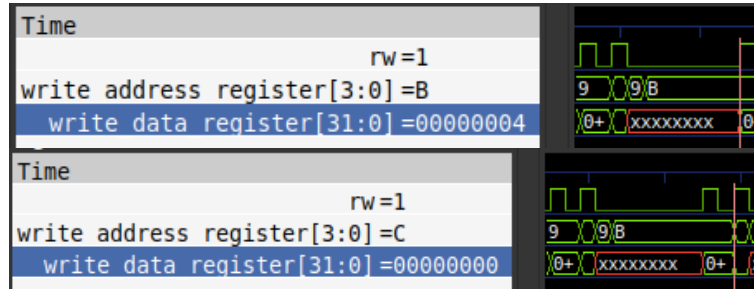 Time
rw=1
write address register[3:0]=B 9 9 B
write data register[31:0]=00000004 0+ xxxxxxxx 0
Time
rw=1
write address register[3:0]=C 9 9 B
write data register[31:0]=00000000 0+ xxxxxxxx 0+